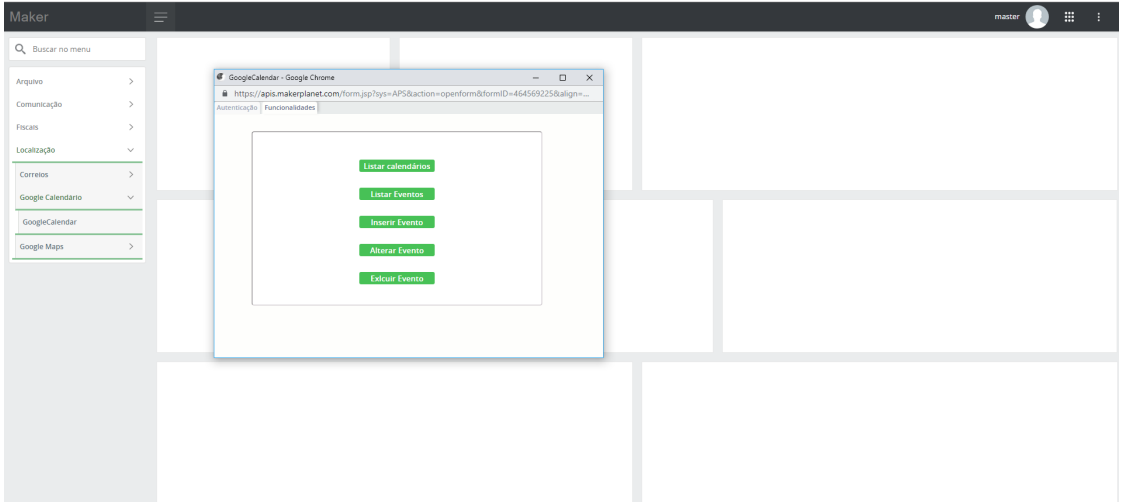 Maker
master
Buscar no menu
Arquivo
Comunicação
Fiscais
Localização
Correios
Google Calendário
GoogleCalendar
Google Maps
GoogleCalendar - Google Chrome
https://apis.makerplanet.com/form.jsp?sys=APS&action=openform&formID=464569225&align=...
Autenticação Funcionalidades
Listar calendários
Listar Eventos
Inserir Evento
Alterar Evento
Exlcuir Evento